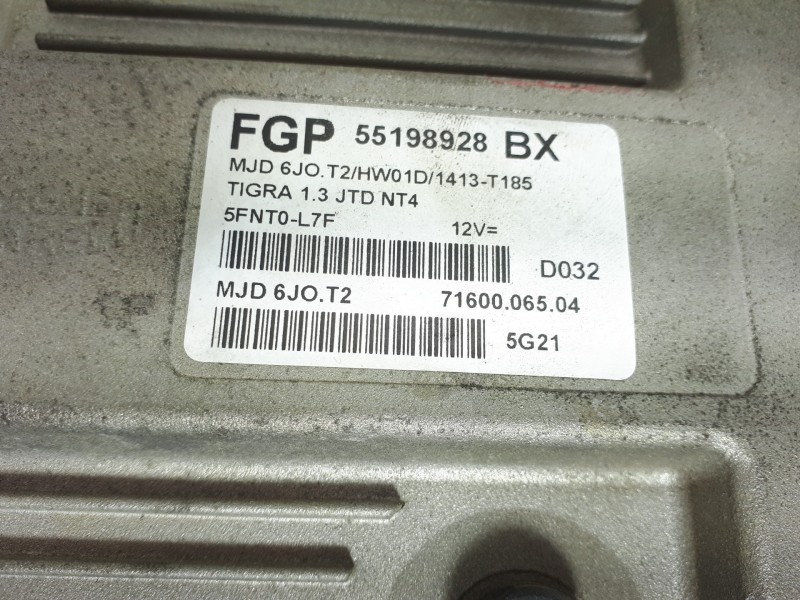 FGP 55198928 BX
MJD 6JO.T2/HW01D/1413-T185
TIGRA 1.3 JTD NT4
5FNT0-L7F 12V=
D032
MJD 6JO.T2 71600.065.04
5G21